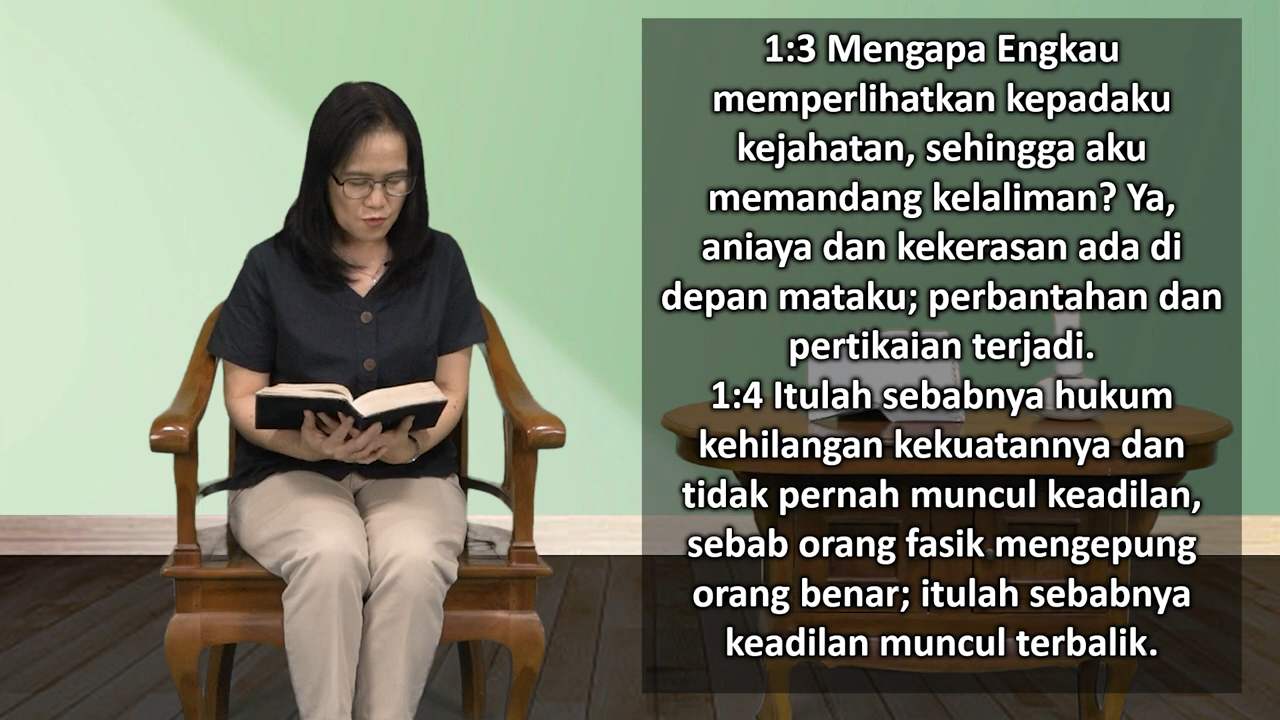 1:3 Mengapa Engkau
memperlihatkan kepadaku
kejahatan, sehingga aku
memandang kelaliman? Ya,
aniaya dan kekerasan ada di
depan mataku; perbantahan dan
pertikaian terjadi.
1:4 Itulah sebabnya hukum
kehilangan kekuatannya dan
tidak pernah muncul keadilan,
sebab orang fasik mengepung
orang benar; itulah sebabnya
keadilan muncul terbalik.